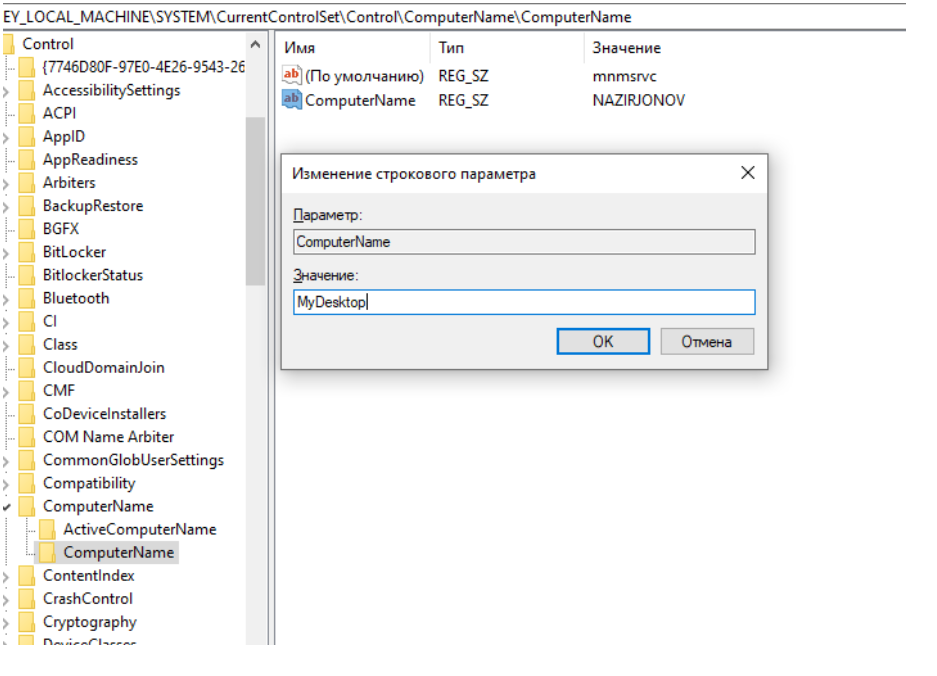 EY_LOCAL_MACHINE\SYSTEM\CurrentControlSet\Control\ComputerName\ComputerName
Control
{7746D80F-97E0-4E26-9543-26
AccessibilitySettings
ACPI
AppID
AppReadiness
Arbiters
BackupRestore
BGFX
BitLocker
BitlockerStatus
Bluetooth
CI
Class
CloudDomainJoin
CMF
CoDeviceInstallers
COM Name Arbiter
CommonGlobUserSettings
Compatibility
ComputerName
ActiveComputerName
ComputerName
ContentIndex
CrashControl
Cryptography
DeviceClasses
Имя Тип Значение
ab (По умолчанию) REG_SZ mnmsrvc
ab ComputerName REG_SZ NAZIRJONOV
Изменение строкового параметра
Параметр:
ComputerName
Значение:
MyDesktop
OK Отмена